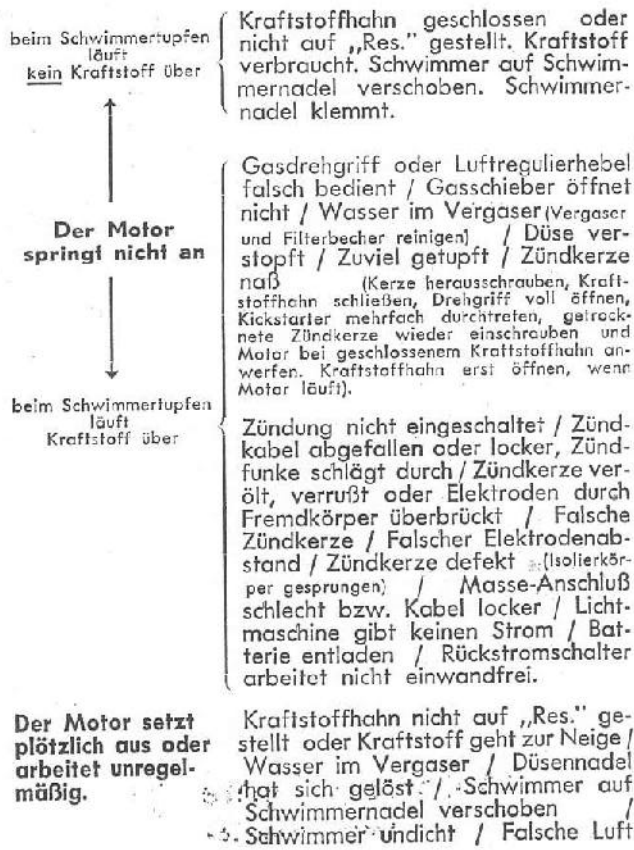 beim Schwimmertupfen
läuft
kein Kraftstoff über
Kraftstoffhahn geschlossen oder
nicht auf „Res." gestellt. Kraftstoff
verbraucht. Schwimmer auf Schwim-
mernadel verschoben. Schwimmer-
nadel klemmt.
Der Motor
springt nicht an
Gasdrehgriff oder Luftregulierhebel
falsch bedient / Gasschieber öffnet
nicht / Wasser im Vergaser (Vergaser
und Filterbecher reinigen) / Düse ver-
stopft / Zuviel getupft / Zündkerze
naß (Kerze herausschrauben, Kraft-
stoffhahn schließen, Drehgriff voll öffnen,
Kickstarter mehrfach durchtreten, getrock-
nete Zündkerze wieder einschrauben und
Motor bei geschlossenem Kraftstoffhahn an-
werfen. Kraftstoffhahn erst öffnen, wenn
Motor läuft).
beim Schwimmertupfen
läuft
Kraftstoff über
Zündung nicht eingeschaltet / Zünd-
kabel abgefallen oder locker, Zünd-
funke schlägt durch / Zündkerze ver-
ölt, verrußt oder Elektroden durch
Fremdkörper überbrückt / Falsche
Zündkerze / Falscher Elektrodenab-
stand / Zündkerze defekt (Isolierkör-
per gesprungen) / Masse-Anschluß
schlecht bzw. Kabel locker / Licht-
maschine gibt keinen Strom / Bat-
terie entladen / Rückstromschalter
arbeitet nicht einwandfrei.
Der Motor setzt
plötzlich aus oder
arbeitet unregel-
mäßig.
Kraftstoffhahn nicht auf „Res." ge-
stellt oder Kraftstoff geht zur Neige /
Wasser im Vergaser / Düsennadel
hat sich gelöst / Schwimmer auf
Schwimmernadel verschoben /
Schwimmer undicht / Falsche Luft